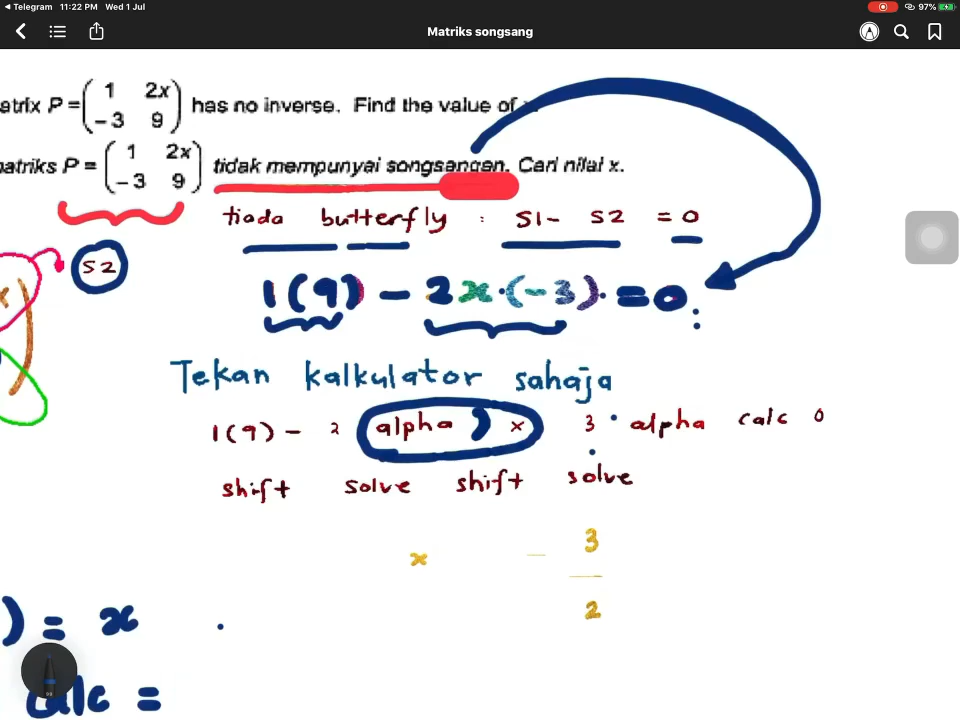 Telegram 11:22 PM Wed 1 Jul 97%
Matriks songsang
atrix P = ( 1 2x
-3 9 ) has no inverse. Find the value of
natriks P = ( 1 2x
-3 9 ) tidak mempunyai songsangan. Cari nilai x.
tiada butterfly : S1 - S2 = 0
S2
1(9) - 2x·(-3)·=0
Tekan kalkulator sahaja
1(9) - 2 alpha ) x 3 · alpha calc 0
shift solve shift solve
x - 3
2
) = x .
calc =